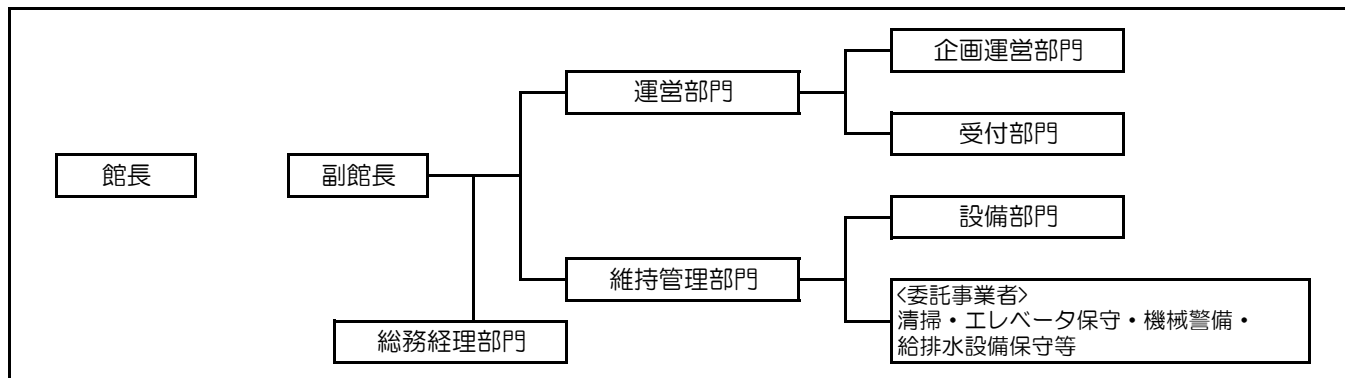 企画運営部門
運営部門
受付部門
館長
副館長
設備部門
維持管理部門
<委託事業者>
清掃・エレベータ保守・機械警備・
給排水設備保守等
総務経理部門